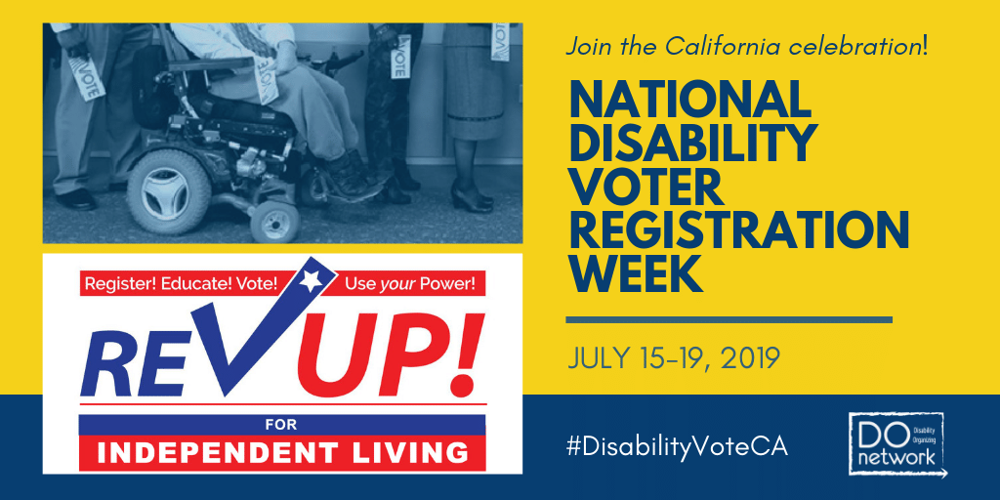 VOTE
VOTE
VOTE
VOTE
Register! Educate! Vote! Use your Power!
REVUP!
FOR
INDEPENDENT LIVING
Join the California celebration!
NATIONAL
DISABILITY
VOTER
REGISTRATION
WEEK
JULY 15-19, 2019
#DisabilityVoteCA
DO Disability
Organizing
network